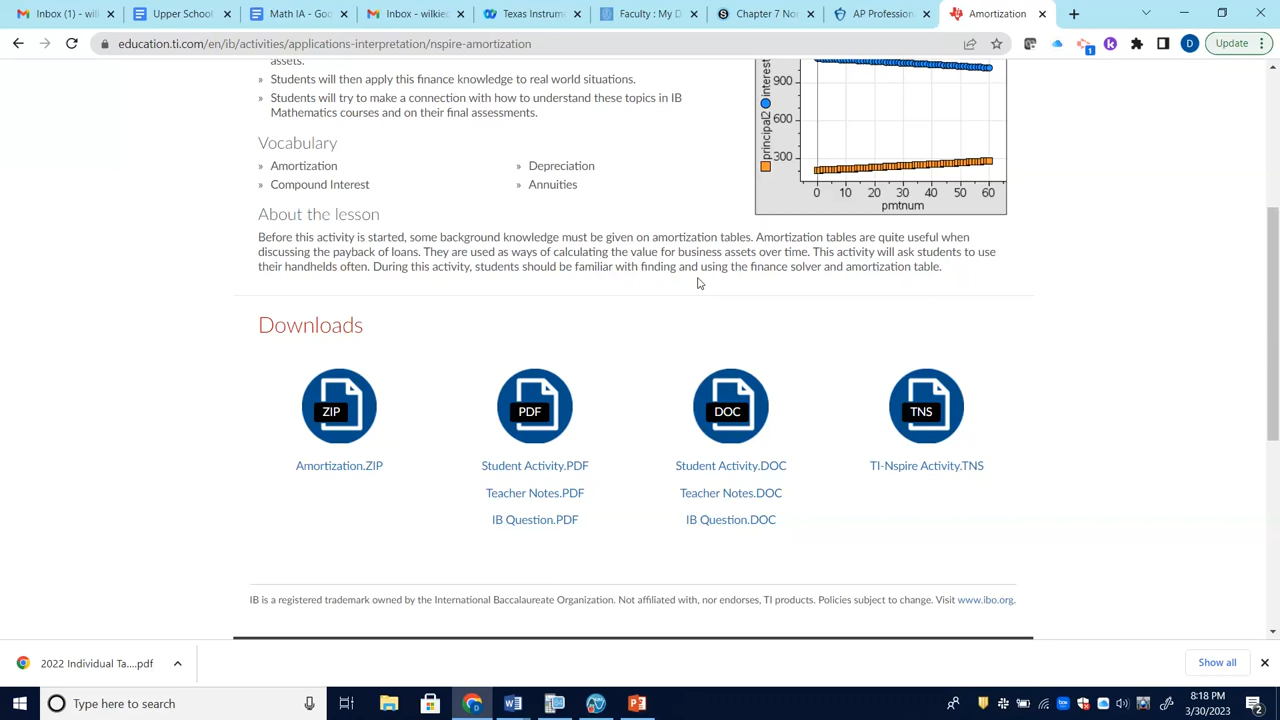 Inbox - wilkie
Inbox (1) - wil
Texas Instrum
Faculty : My D
Chapter 7 Not
Amortization
Amortization
education.ti.com/en/ib/activities/applications-interpretation/nspire-amortization
1
D
Update
assets.
» Students will then apply this finance knowledge to real world situations.
» Students will try to make a connection with how to understand these topics in IB
Mathematics courses and on their final assessments.
Vocabulary
» Amortization
» Depreciation
» Compound Interest
» Annuities
About the lesson
Before this activity is started, some background knowledge must be given on amortization tables. Amortization tables are quite useful when
discussing the payback of loans. They are used as ways of calculating the value for business assets over time. This activity will ask students to use
their handhelds often. During this activity, students should be familiar with finding and using the finance solver and amortization table.
principal2
interest
900
600
300
0 10 20 30 40 50 60
pmtnum
Downloads
ZIP
PDF
DOC
TNS
Amortization.ZIP
Student Activity.PDF
Student Activity.DOC
TI-Nspire Activity.TNS
Teacher Notes.PDF
Teacher Notes.DOC
IB Question.PDF
IB Question.DOC
IB is a registered trademark owned by the International Baccalaureate Organization. Not affiliated with, nor endorses, TI products. Policies subject to change. Visit www.ibo.org.
2022 Individual Ta....pdf
Show all
Type here to search
8:18 PM
3/30/2023
2